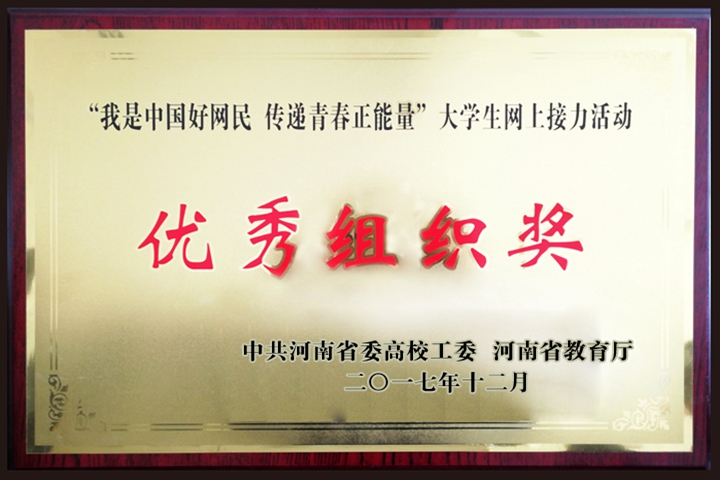 “我是中国好网民 传递青春正能量”大学生网上接力活动
优秀组织奖
中共河南省委高校工委 河南省教育厅
二〇一七年十二月